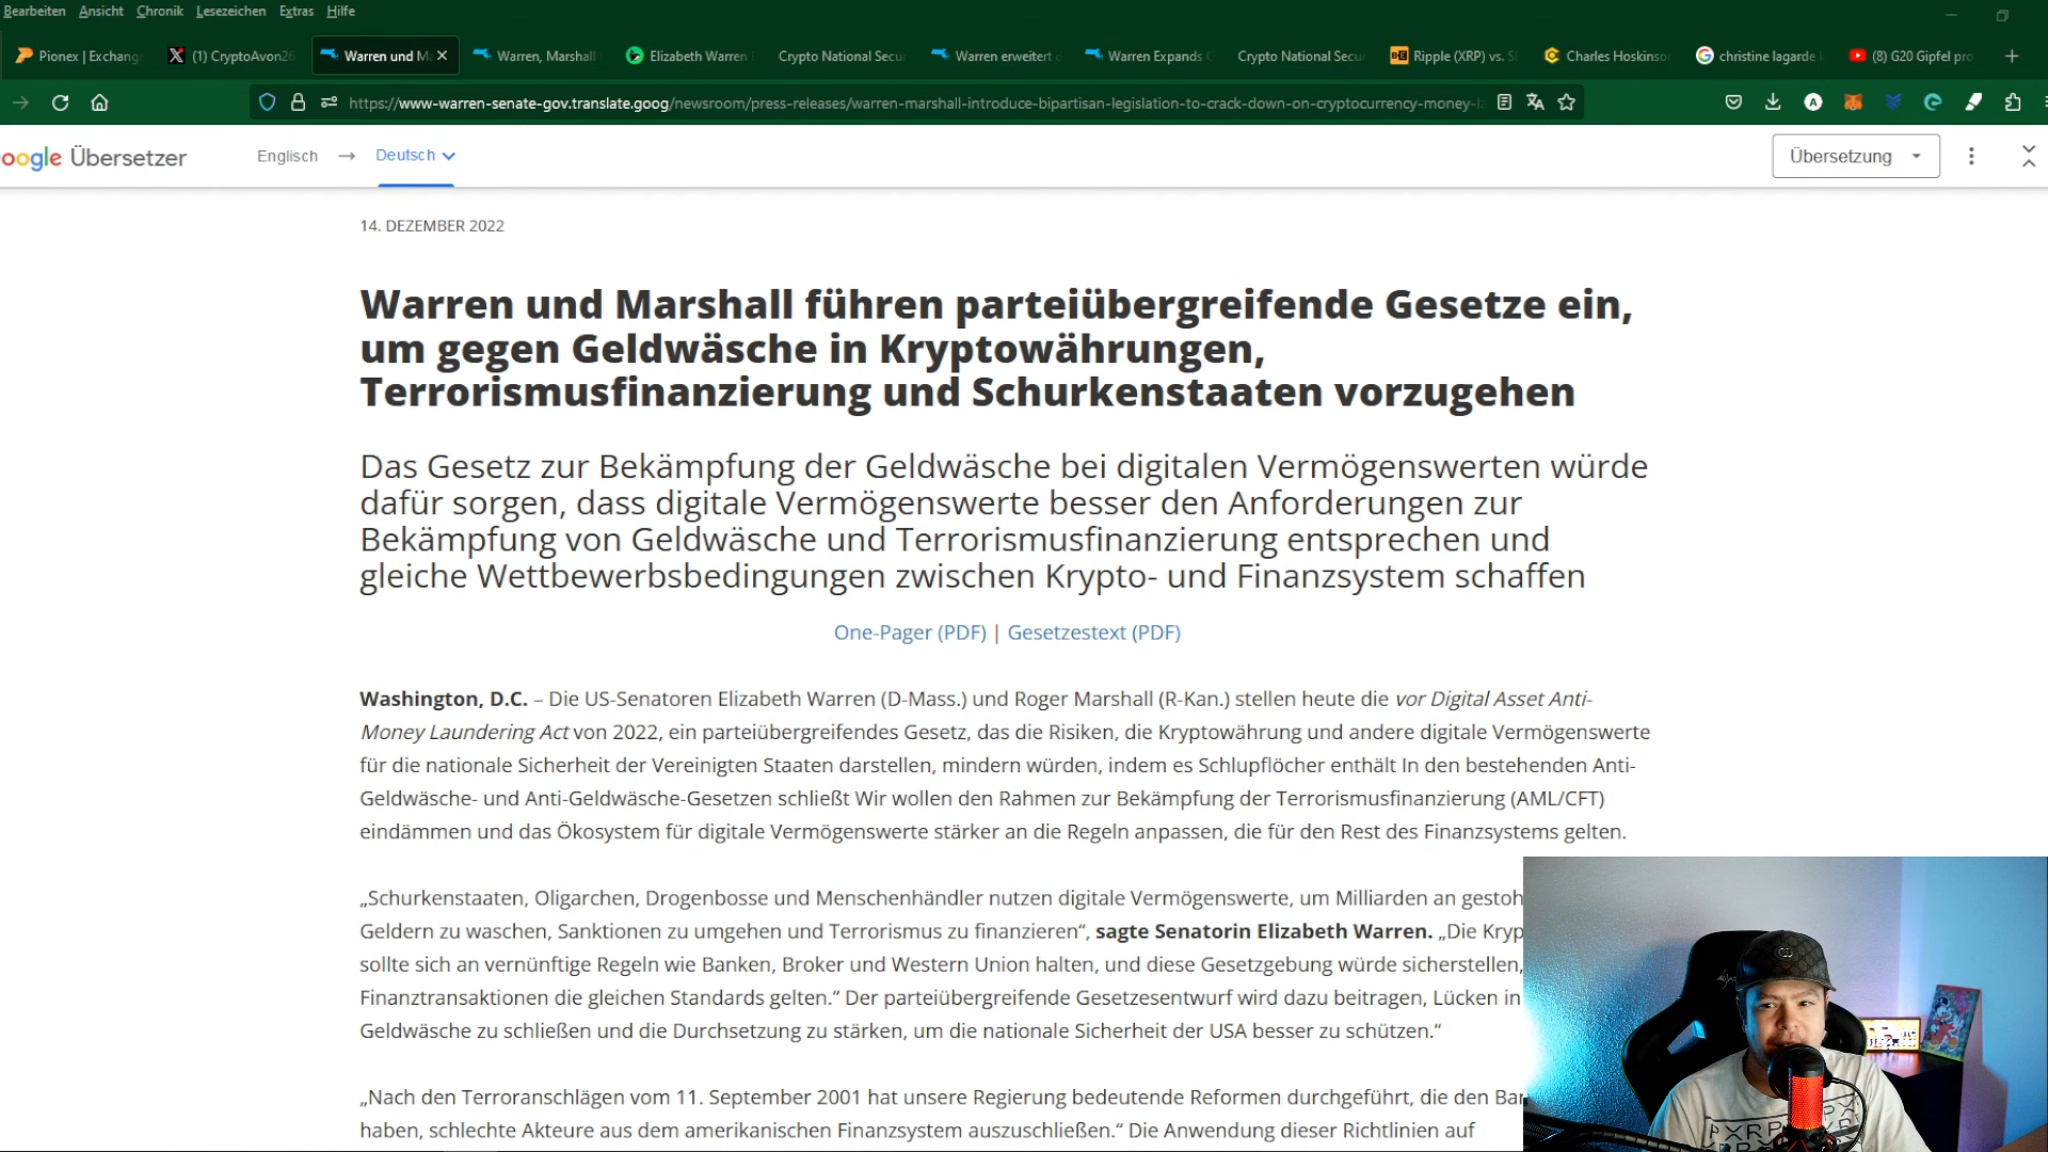 Bearbeiten Ansicht Chronik Lesezeichen Extras Hilfe
Pionex | Exchang (1) CryptoAvon26 Warren und M Warren, Marshall Elizabeth Warren Crypto National Secu Warren erweitert Warren Expands Crypto National Secu Ripple (XRP) vs. S Charles Hoskinson christine lagarde (8) G20 Gipfel pro
https://www-warren-senate-gov.translate.goog/newsroom/press-releases/warren-marshall-introduce-bipartisan-legislation-to-crack-down-on-cryptocurrency-money-l
oogle Übersetzer Englisch → Deutsch Übersetzung
14. DEZEMBER 2022
Warren und Marshall führen parteiübergreifende Gesetze ein,
um gegen Geldwäsche in Kryptowährungen,
Terrorismusfinanzierung und Schurkenstaaten vorzugehen
Das Gesetz zur Bekämpfung der Geldwäsche bei digitalen Vermögenswerten würde
dafür sorgen, dass digitale Vermögenswerte besser den Anforderungen zur
Bekämpfung von Geldwäsche und Terrorismusfinanzierung entsprechen und
gleiche Wettbewerbsbedingungen zwischen Krypto- und Finanzsystem schaffen
One-Pager (PDF) | Gesetzestext (PDF)
Washington, D.C. – Die US-Senatoren Elizabeth Warren (D-Mass.) und Roger Marshall (R-Kan.) stellen heute die vor Digital Asset Anti-
Money Laundering Act von 2022, ein parteiübergreifendes Gesetz, das die Risiken, die Kryptowährung und andere digitale Vermögenswerte
für die nationale Sicherheit der Vereinigten Staaten darstellen, mindern würden, indem es Schlupflöcher enthält In den bestehenden Anti-
Geldwäsche- und Anti-Geldwäsche-Gesetzen schließt Wir wollen den Rahmen zur Bekämpfung der Terrorismusfinanzierung (AML/CFT)
eindämmen und das Ökosystem für digitale Vermögenswerte stärker an die Regeln anpassen, die für den Rest des Finanzsystems gelten.
„Schurkenstaaten, Oligarchen, Drogenbosse und Menschenhändler nutzen digitale Vermögenswerte, um Milliarden an gestoh
Geldern zu waschen, Sanktionen zu umgehen und Terrorismus zu finanzieren“, sagte Senatorin Elizabeth Warren. „Die Kryp
sollte sich an vernünftige Regeln wie Banken, Broker und Western Union halten, und diese Gesetzgebung würde sicherstellen,
Finanztransaktionen die gleichen Standards gelten.“ Der parteiübergreifende Gesetzesentwurf wird dazu beitragen, Lücken in
Geldwäsche zu schließen und die Durchsetzung zu stärken, um die nationale Sicherheit der USA besser zu schützen.“
„Nach den Terroranschlägen vom 11. September 2001 hat unsere Regierung bedeutende Reformen durchgeführt, die den Ban
haben, schlechte Akteure aus dem amerikanischen Finanzsystem auszuschließen.“ Die Anwendung dieser Richtlinien auf